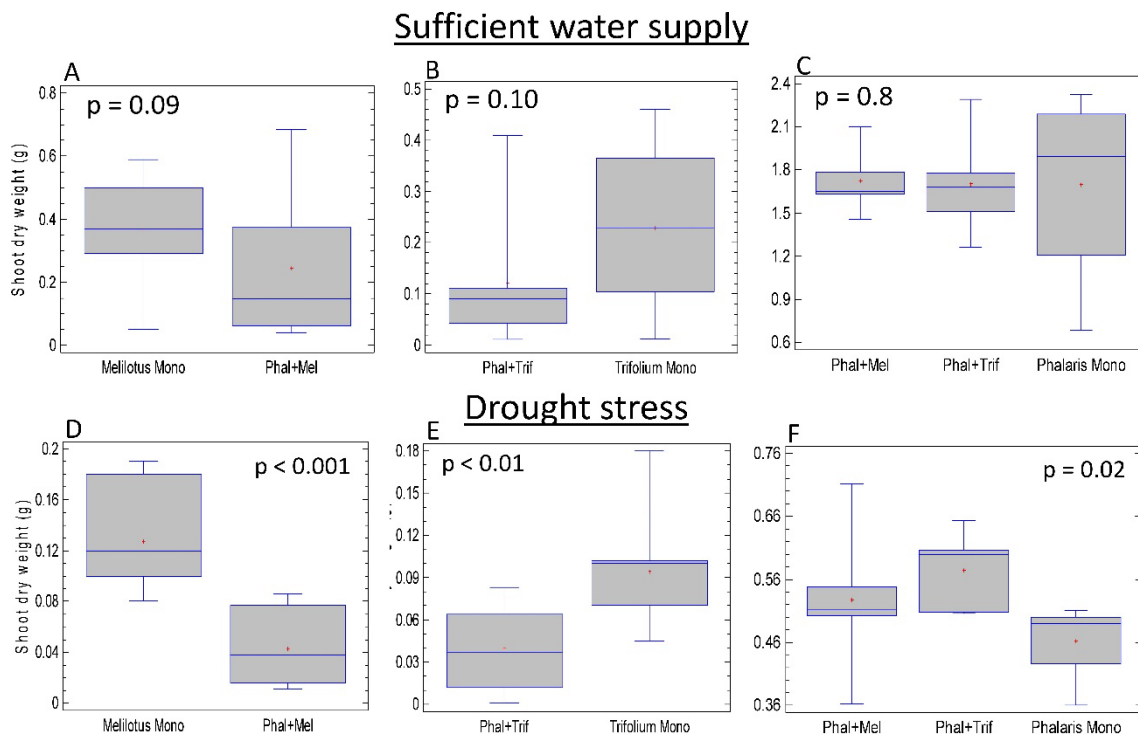 Sufficient water supply
A
p = 0.09
Shoot dry weight (g)
0.8
0.6
0.4
0.2
0
Melilotus Mono
Phal+Mel
B
p = 0.10
0.5
0.4
0.3
0.2
0.1
0
Phal+Trif
Trifolium Mono
C
p = 0.8
2.4
2.1
1.8
1.5
1.2
0.9
0.6
Phal+Mel
Phal+Trif
Phalaris Mono
Drought stress
D
p < 0.001
Shoot dry weight (g)
0.2
0.16
0.12
0.08
0.04
0
Melilotus Mono
Phal+Mel
E
p < 0.01
0.18
0.15
0.12
0.09
0.06
0.03
0
Phal+Trif
Trifolium Mono
F
p = 0.02
0.76
0.66
0.56
0.46
0.36
Phal+Mel
Phal+Trif
Phalaris Mono